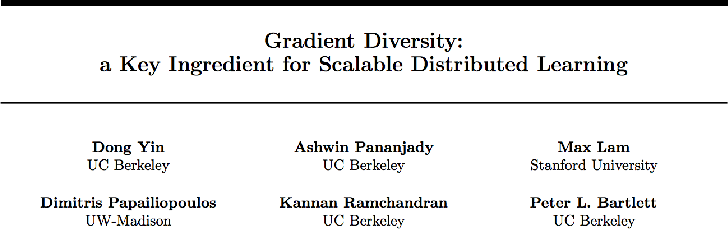 Gradient Diversity:
a Key Ingredient for Scalable Distributed Learning
Dong Yin Ashwin Pananjady Max Lam
UC Berkeley UC Berkeley Stanford University
Dimitris Papailiopoulos Kannan Ramchandran Peter L. Bartlett
UW-Madison UC Berkeley UC Berkeley